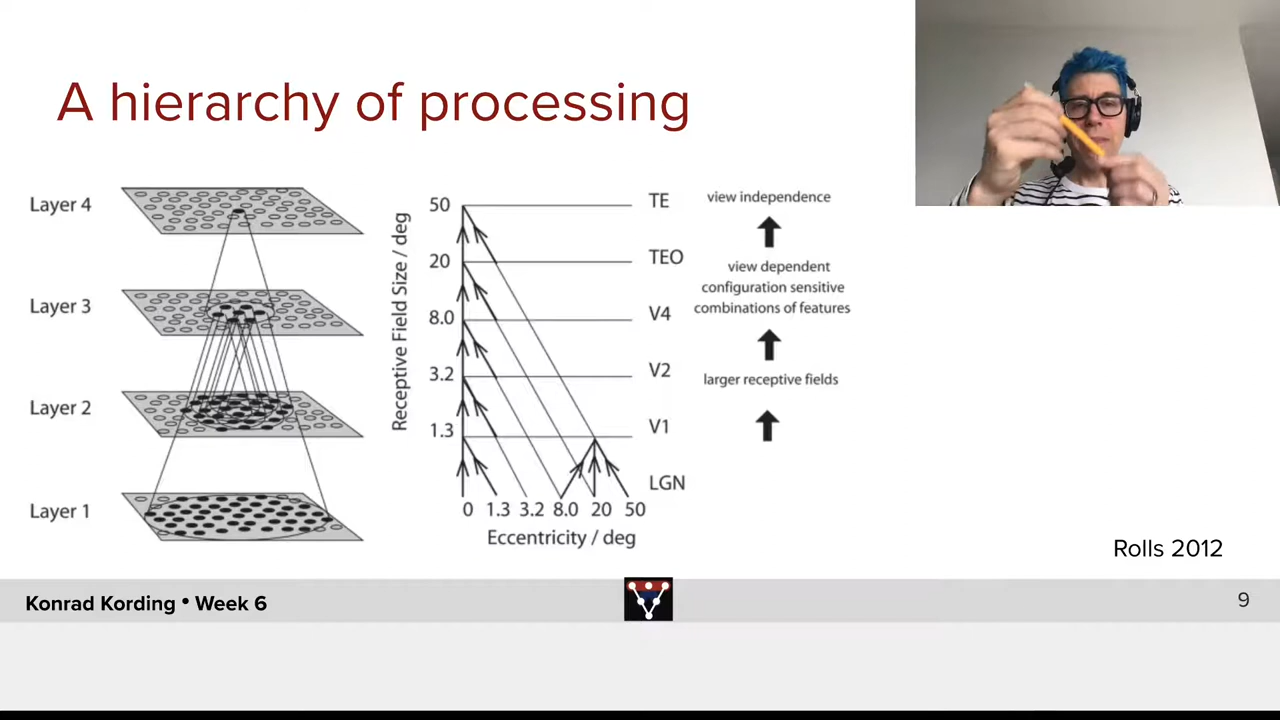 A hierarchy of processing
Layer 4
Layer 3
Layer 2
Layer 1
Receptive Field Size / deg
50
20
8.0
3.2
1.3
TE
TEO
V4
V2
V1
LGN
0 1.3 3.2 8.0 20 50
Eccentricity / deg
view independence
view dependent
configuration sensitive
combinations of features
larger receptive fields
Rolls 2012
Konrad Kording • Week 6
9